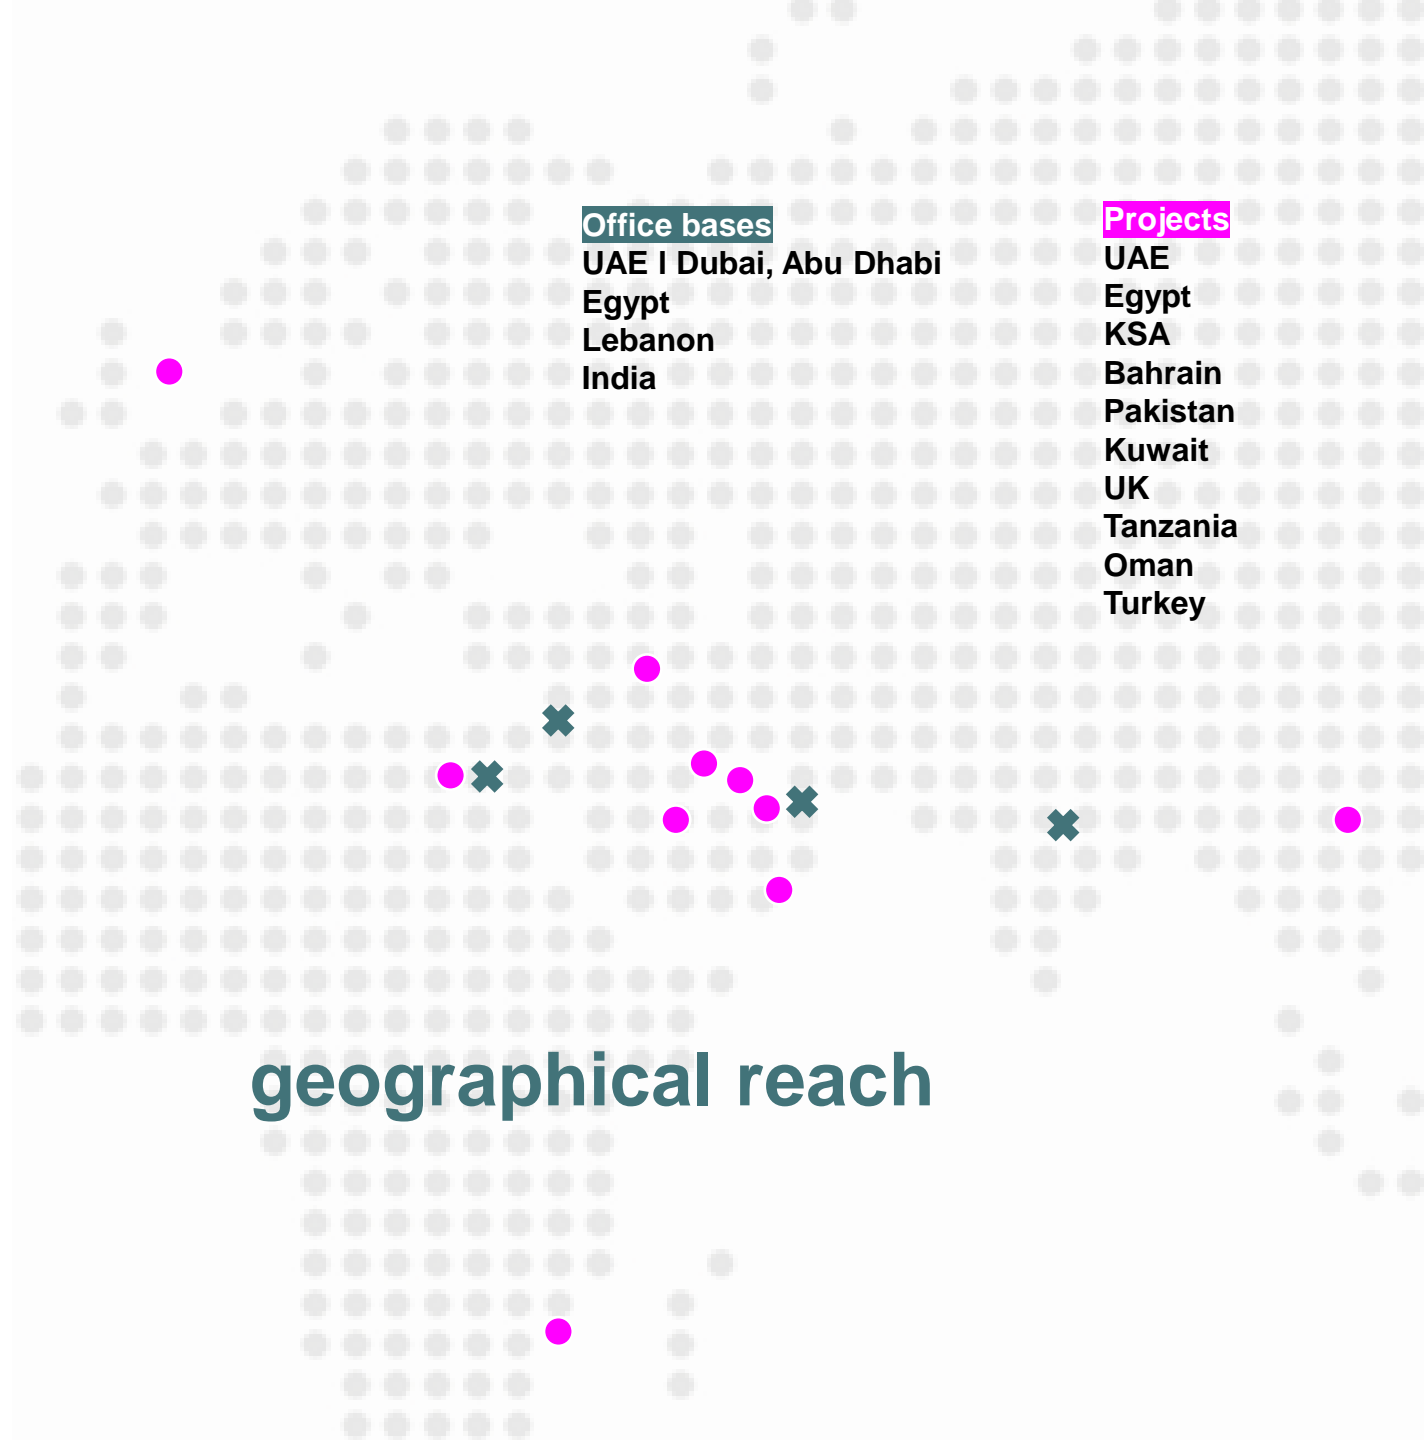 Office bases
UAE I Dubai, Abu Dhabi
Egypt
Lebanon
India
Projects
UAE
Egypt
KSA
Bahrain
Pakistan
Kuwait
UK
Tanzania
Oman
Turkey
geographical reach